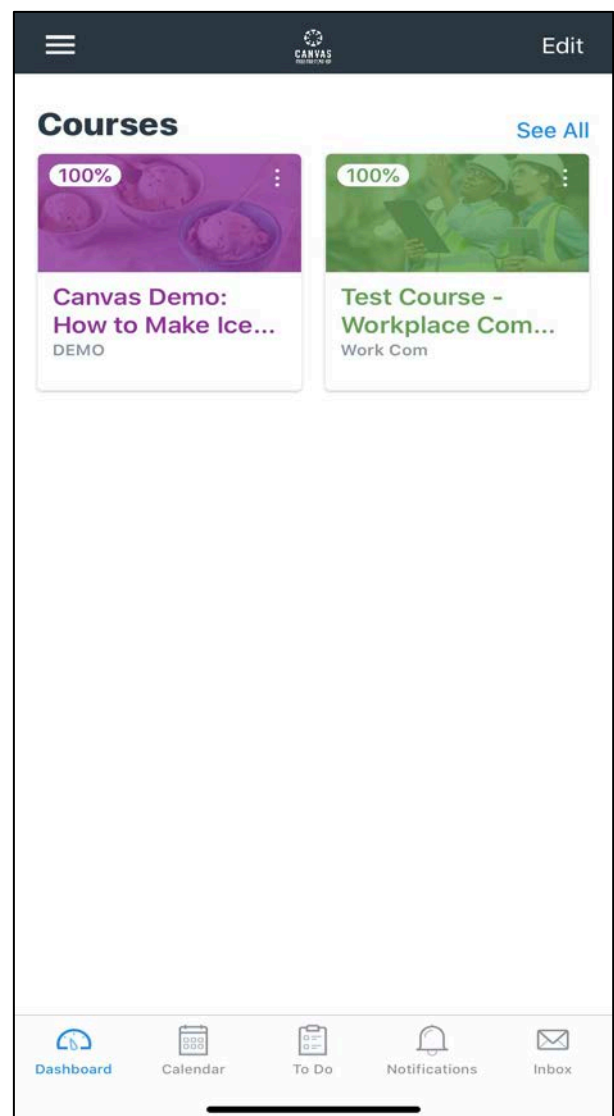 CANVAS
Edit
Courses
See All
100%
100%
Canvas Demo:
How to Make Ice...
DEMO
Test Course -
Workplace Com...
Work Com
Dashboard
Calendar
To Do
Notifications
Inbox